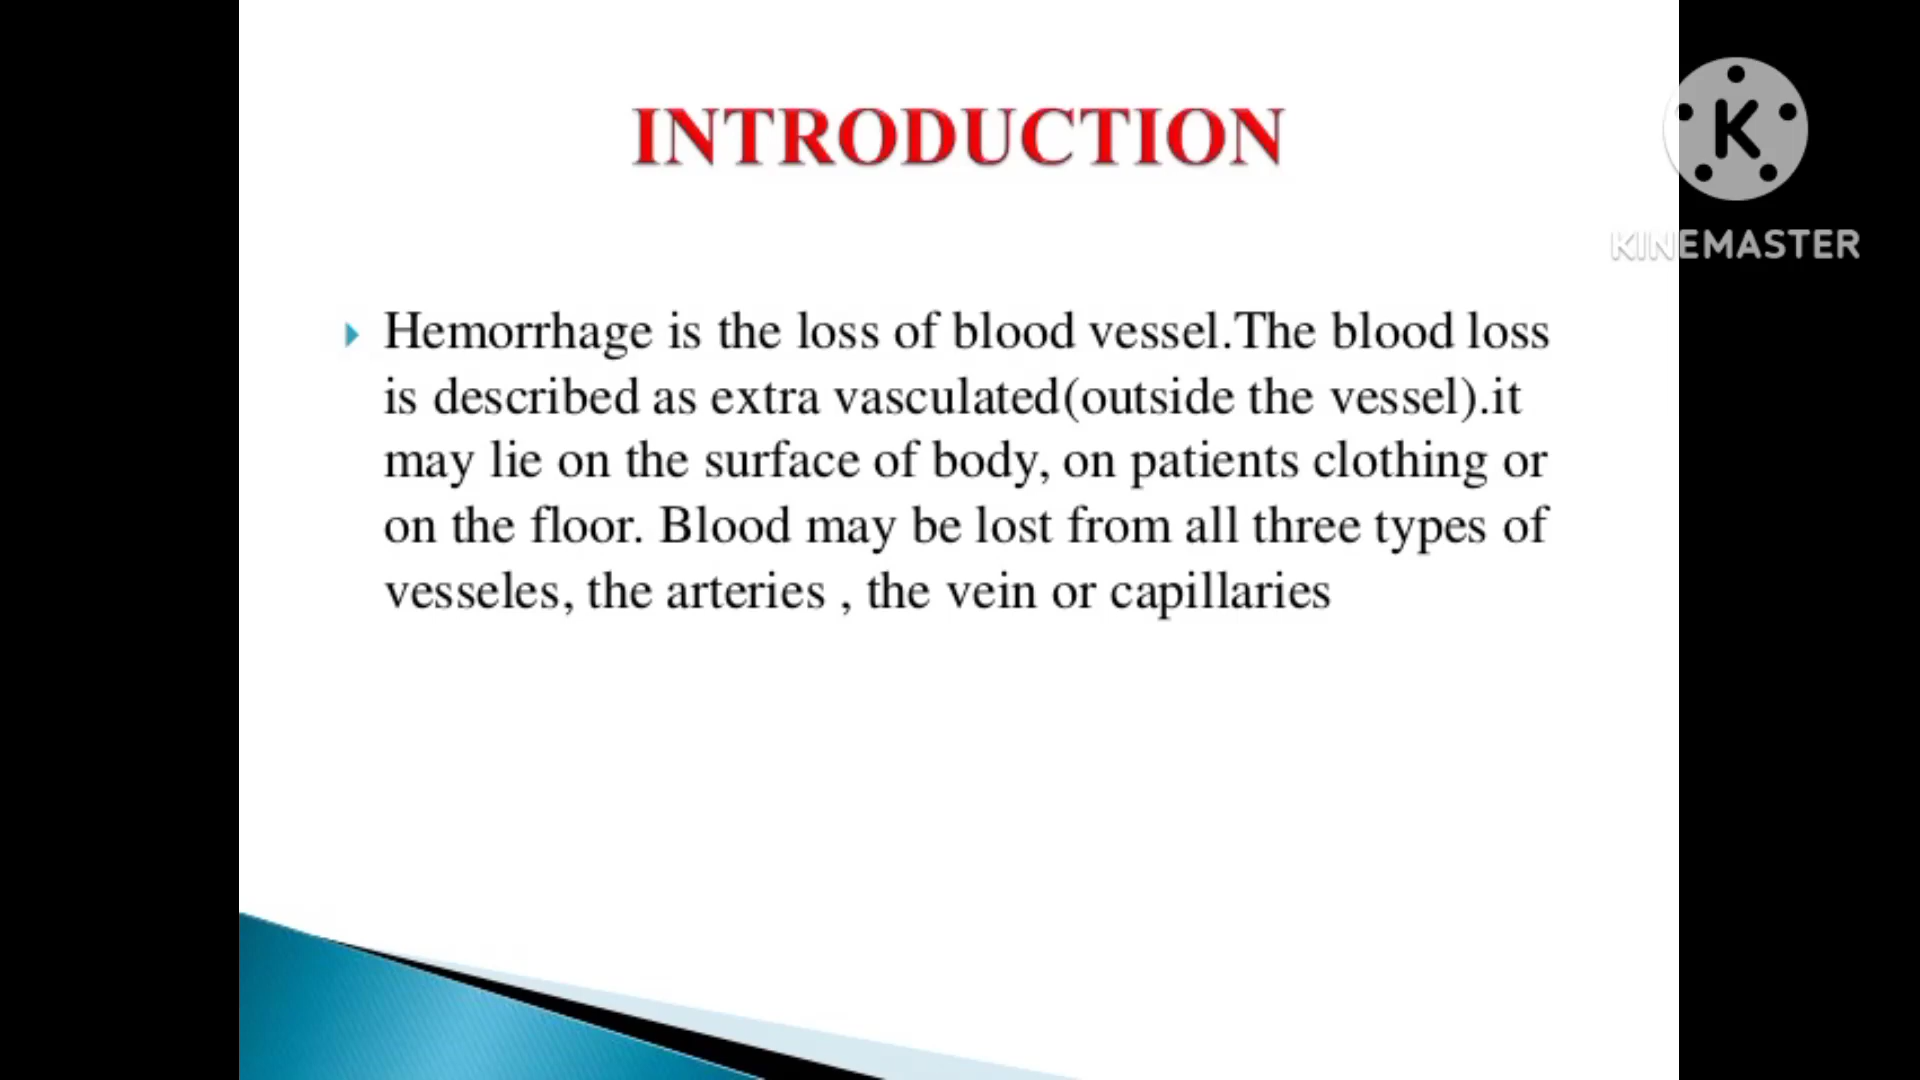 INTRODUCTION
K
KINEMASTER
Hemorrhage is the loss of blood vessel.The blood loss
is described as extra vasculated(outside the vessel).it
may lie on the surface of body, on patients clothing or
on the floor. Blood may be lost from all three types of
vesseles, the arteries , the vein or capillaries